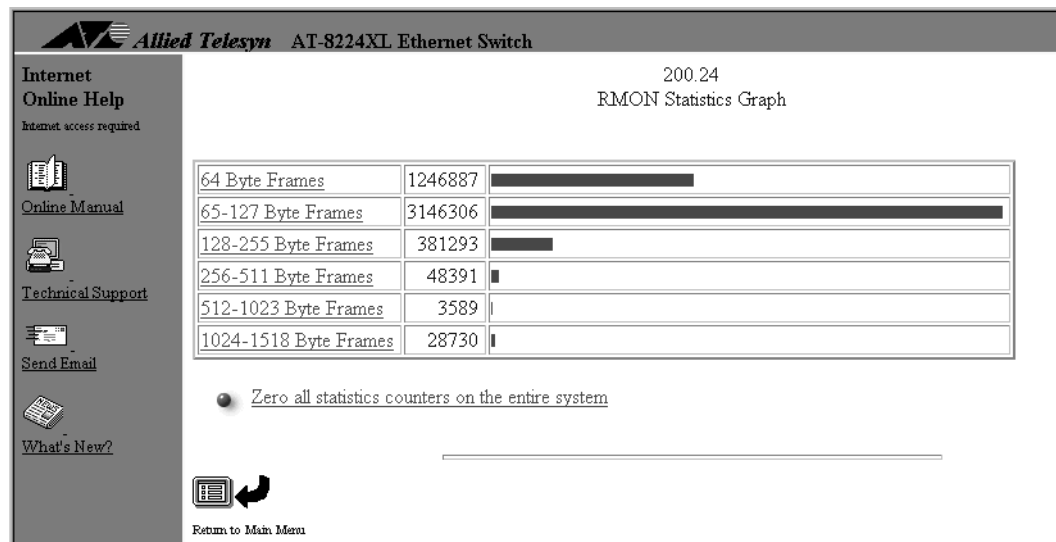 Allied Telesyn AT-8224XL Ethernet Switch
Internet
Online Help
Internet access required
Online Manual
Technical Support
Send Email
NEWS
What's New?
200.24
RMON Statistics Graph
64 Byte Frames 1246887
65-127 Byte Frames 3146306
128-255 Byte Frames 381293
256-511 Byte Frames 48391
512-1023 Byte Frames 3589
1024-1518 Byte Frames 28730
Zero all statistics counters on the entire system
Return to Main Menu